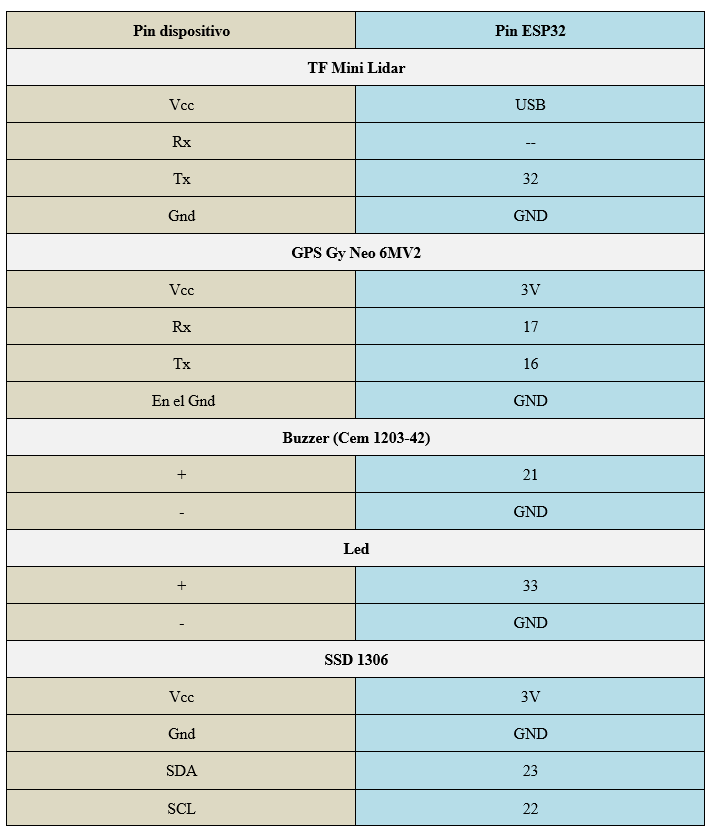 Pin dispositivo Pin ESP32
TF Mini Lidar
Vcc USB
Rx --
Tx 32
Gnd GND
GPS Gy Neo 6MV2
Vcc 3V
Rx 17
Tx 16
En el Gnd GND
Buzzer (Cem 1203-42)
+ 21
- GND
Led
+ 33
- GND
SSD 1306
Vcc 3V
Gnd GND
SDA 23
SCL 22